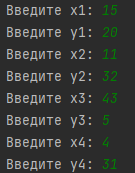 Введите x1: 15
Введите y1: 20
Введите x2: 11
Введите y2: 32
Введите x3: 43
Введите y3: 5
Введите x4: 4
Введите y4: 31